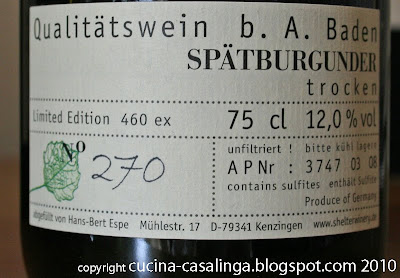 Qualitätswein b. A. Baden
SPÄTBURGUNDER
trocken
Limited Edition 460 ex
75 cl 12,0 % vol
No 270
unfiltriert ! bitte kühl lagern
A P Nr : 3747 03 08
contains sulfites enthält Sulfite
Produce of Germany
abgefüllt von Hans-Bert Espe Mühlestr. 17 D-79341 Kenzingen www.shelterwinery.de
copyright cucina-casalinga.blogspot.com 2010